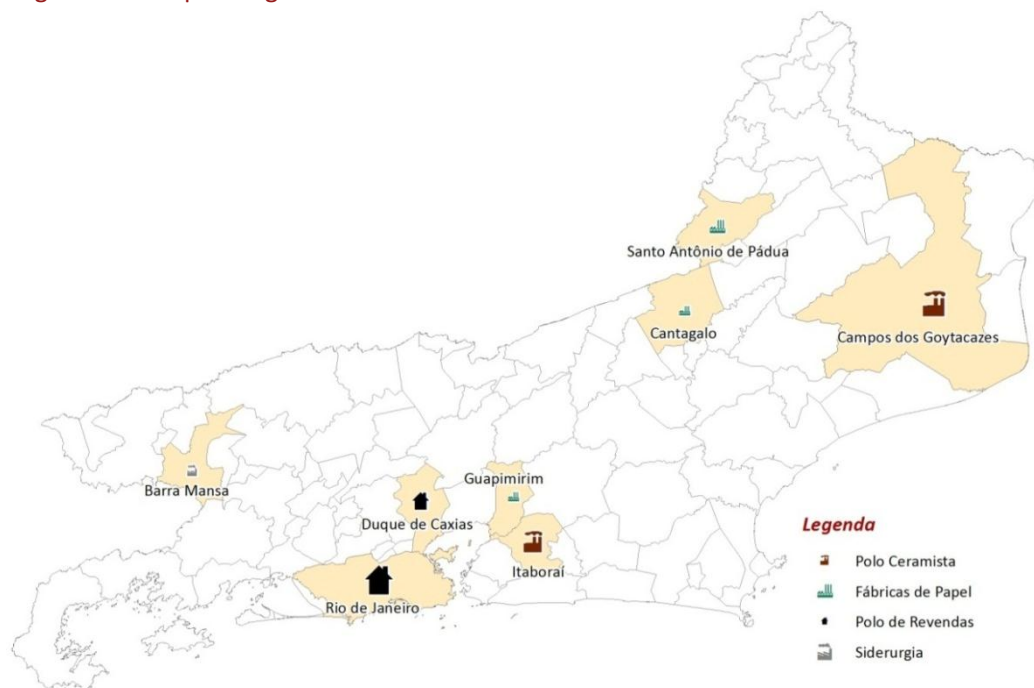 Santo Antônio de Pádua
Cantagalo
Campos dos Goytacazes
Barra Mansa
Guapimirim
Duque de Caxias
Itaboraí
Rio de Janeiro
Legenda
Polo Ceramista
Fábricas de Papel
Polo de Revendas
Siderurgia